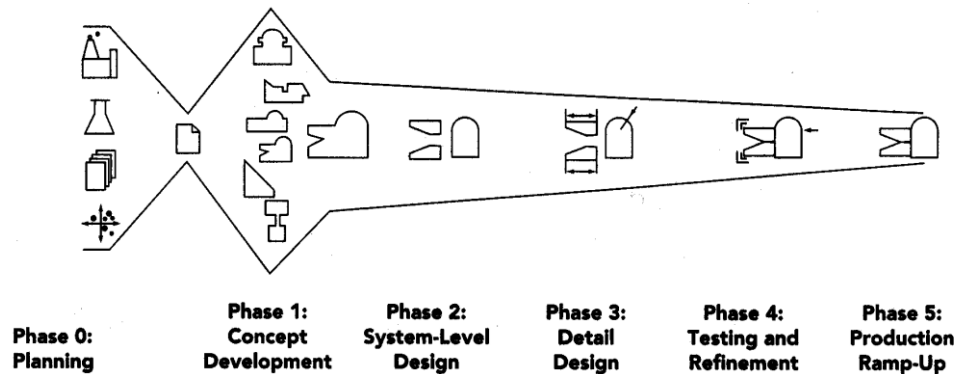 Phase 0:
Planning
Phase 1:
Concept
Development
Phase 2:
System-Level
Design
Phase 3:
Detail
Design
Phase 4:
Testing and
Refinement
Phase 5:
Production
Ramp-Up